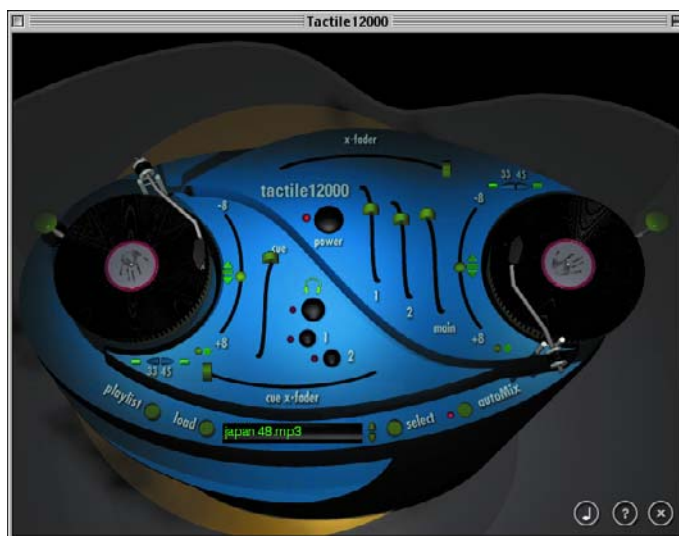 Tactile12000
x-fader
33 45
-8
-8
tactile12000
power
cue
1
2
main
+8
+8
1
2
33 45
cue x-fader
playlist
load
japan 48.mp3
select
autoMix
?